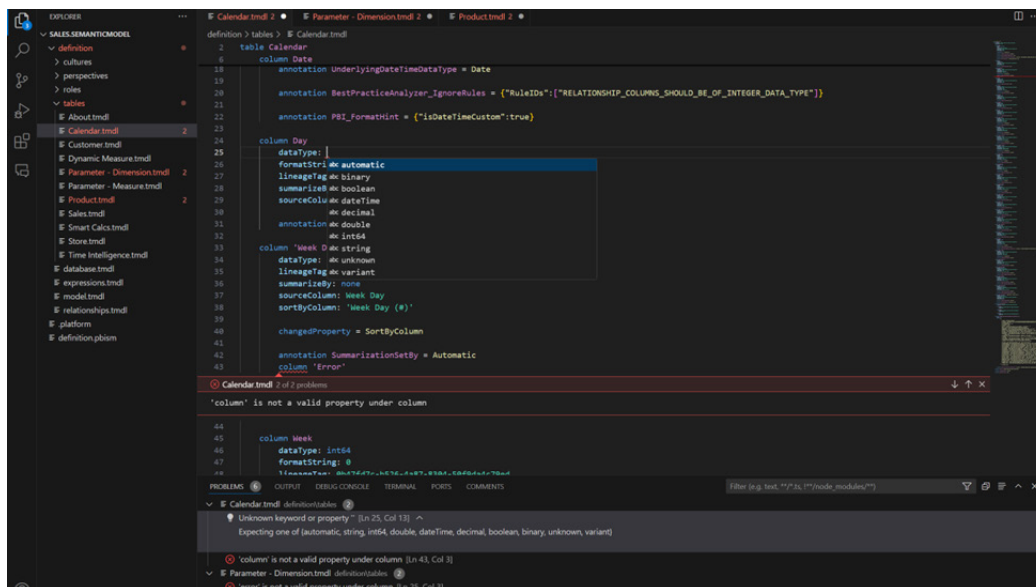 EXPLORER
SALES.SEMANTICMODEL
definition
cultures
perspectives
roles
tables
About.tmdl
Calendar.tmdl 2
Customer.tmdl
Dynamic Measure.tmdl
Parameter - Dimension.tmdl 2
Parameter - Measure.tmdl
Product.tmdl 2
Sales.tmdl
Smart Calcs.tmdl
Store.tmdl
Time Intelligence.tmdl
database.tmdl
expressions.tmdl
model.tmdl
relationships.tmdl
.platform
definition.pbism
Calendar.tmdl 2 Parameter - Dimension.tmdl 2 Product.tmdl 2
definition > tables > Calendar.tmdl
2 table Calendar
6 column Date
18 annotation UnderlyingDateTimeDataType = Date
19
20 annotation BestPracticeAnalyzer_IgnoreRules = {"RuleIDs":["RELATIONSHIP_COLUMNS_SHOULD_BE_OF_INTEGER_DATA_TYPE"]}
21
22 annotation PBI_FormatHint = {"isDateTimeCustom":true}
23
24 column Day
25 dataType:
26 formatStri abc automatic
27 lineageTag abc binary
28 summarizeB abc boolean
29 sourceColu abc dateTime
30 abc decimal
31 annotation abc double
32 abc int64
33 column 'Week D abc string
34 dataType: abc unknown
35 lineageTag abc variant
36 summarizeBy: none
37 sourceColumn: Week Day
38 sortByColumn: 'Week Day (#)'
39
40 changedProperty = SortByColumn
41
42 annotation SummarizationSetBy = Automatic
43 column 'Error'
Calendar.tmdl 2 of 2 problems
'column' is not a valid property under column
44
45 column Week
46 dataType: int64
47 formatString: 0
PROBLEMS 6 OUTPUT DEBUG CONSOLE TERMINAL PORTS COMMENTS
Filter (e.g. text, **/*.ts, !**/node_modules/**)
Calendar.tmdl definition\tables 2
Unknown keyword or property '' [Ln 25, Col 13]
Expecting one of (automatic, string, int64, double, dateTime, decimal, boolean, binary, unknown, variant)
'column' is not a valid property under column [Ln 43, Col 3]
Parameter - Dimension.tmdl definition\tables 2